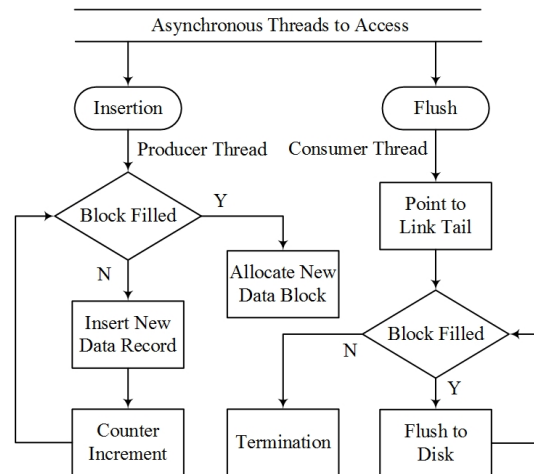 Asynchronous Threads to Access
Insertion
Flush
Producer Thread
Consumer Thread
Block Filled
Y
N
Allocate New
Data Block
Insert New
Data Record
Counter
Increment
Point to
Link Tail
Block Filled
N
Y
Termination
Flush to
Disk